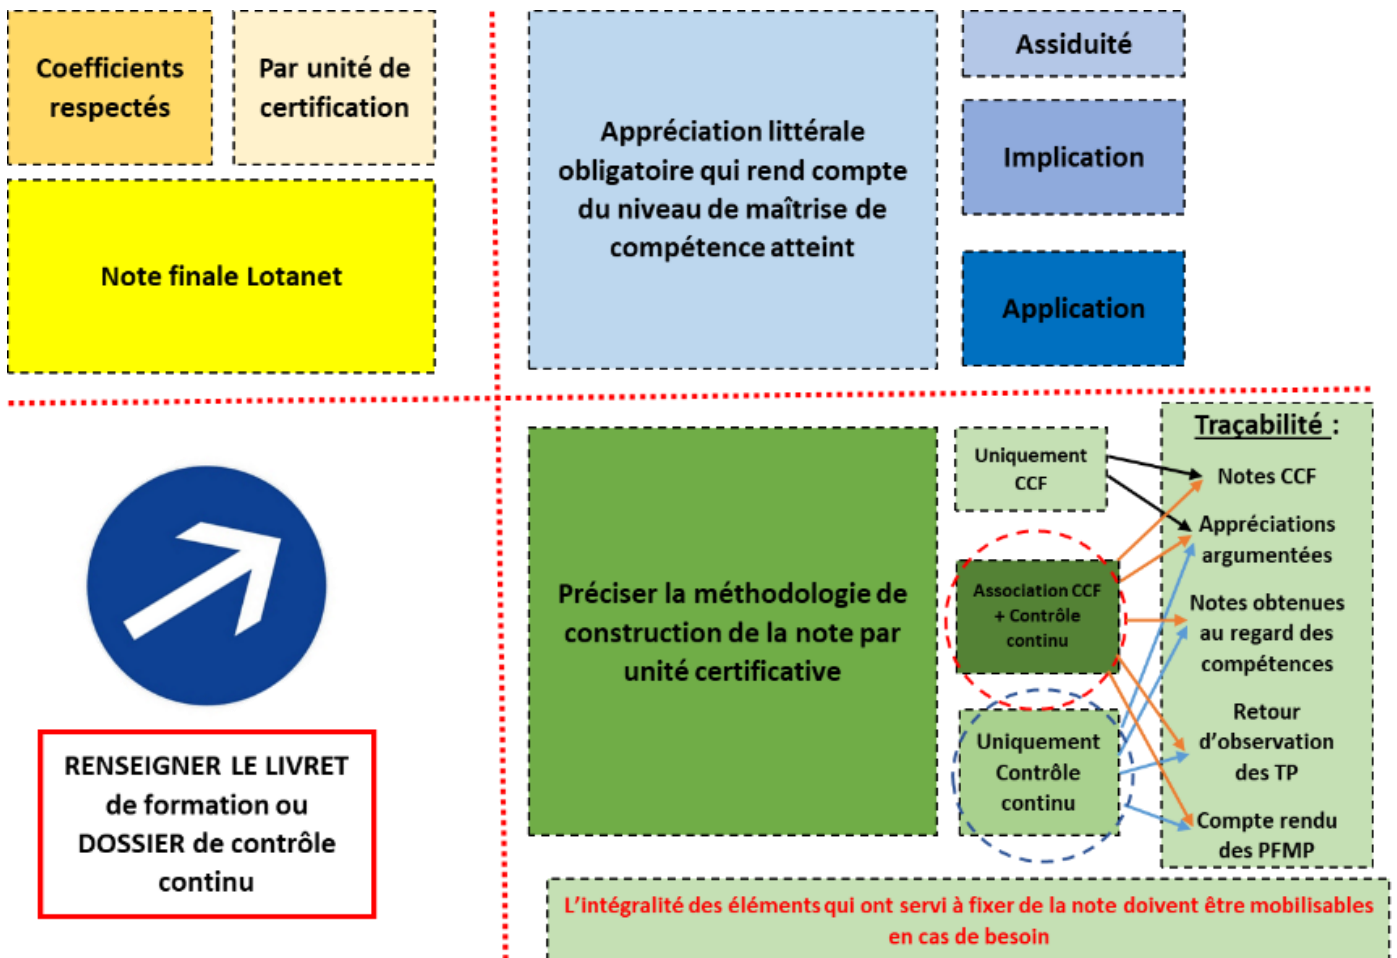 Coefficients
respectés
Par unité de
certification
Note finale Lotanet
Appréciation littérale
obligatoire qui rend compte
du niveau de maîtrise de
compétence atteint
Assiduité
Implication
Application
RENSEIGNER LE LIVRET
de formation ou
DOSSIER de contrôle
continu
Préciser la méthodologie de
construction de la note par
unité certificative
Uniquement
CCF
Association CCF
+ Contrôle
continu
Uniquement
Contrôle
continu
Traçabilité :
Notes CCF
Appréciations
argumentées
Notes obtenues
au regard des
compétences
Retour
d’observation
des TP
Compte rendu
des PFMP
L’intégralité des éléments qui ont servi à fixer de la note doivent être mobilisables
en cas de besoin